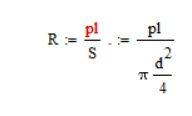 R := pl/S . := pl/(π d²/4)